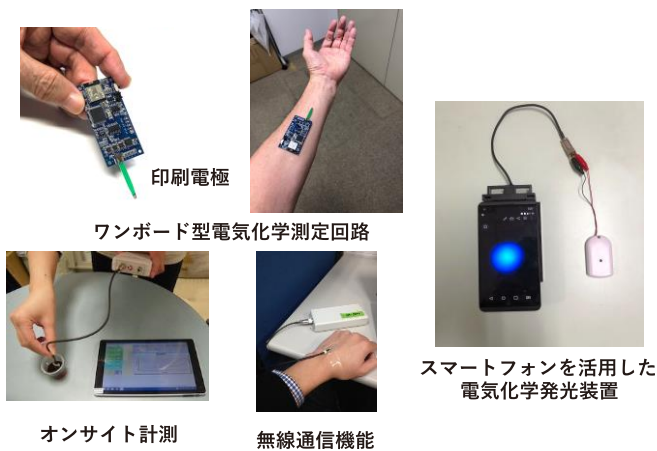 印刷電極
ワンボード型電気化学測定回路
オンサイト計測
無線通信機能
スマートフォンを活用した
電気化学発光装置